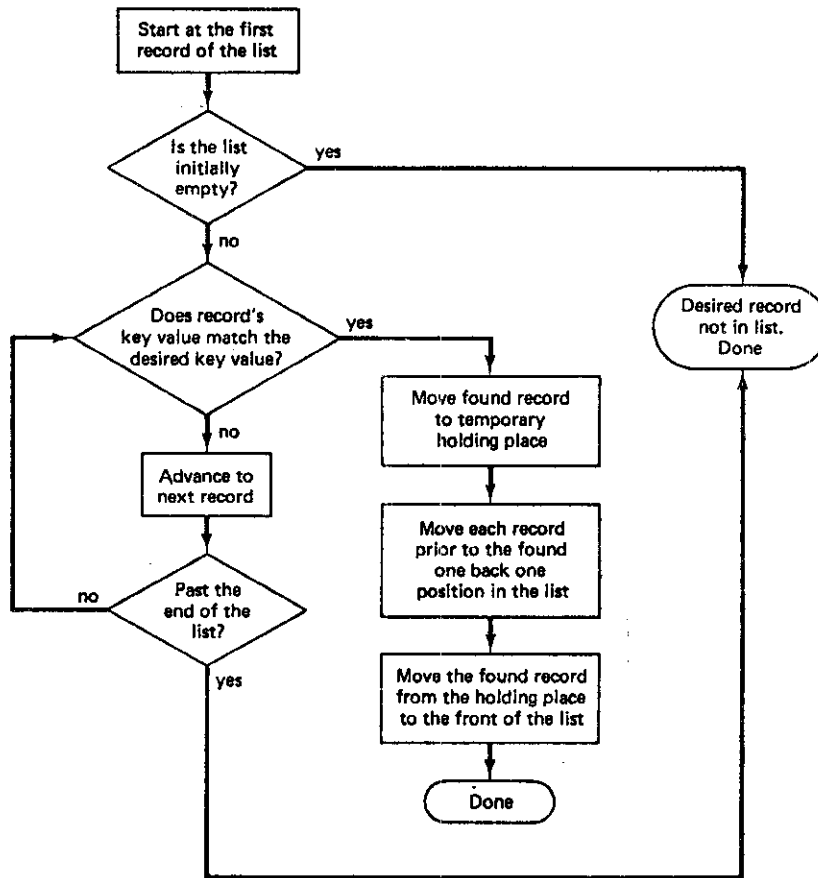 Start at the first
record of the list
Is the list
initially
empty?
yes
no
Does record's
key value match the
desired key value?
yes
Desired record
not in list.
Done
no
Move found record
to temporary
holding place
Advance to
next record
Move each record
prior to the found
one back one
position in the list
Past the
end of the
list?
no
yes
Move the found record
from the holding place
to the front of the list
Done